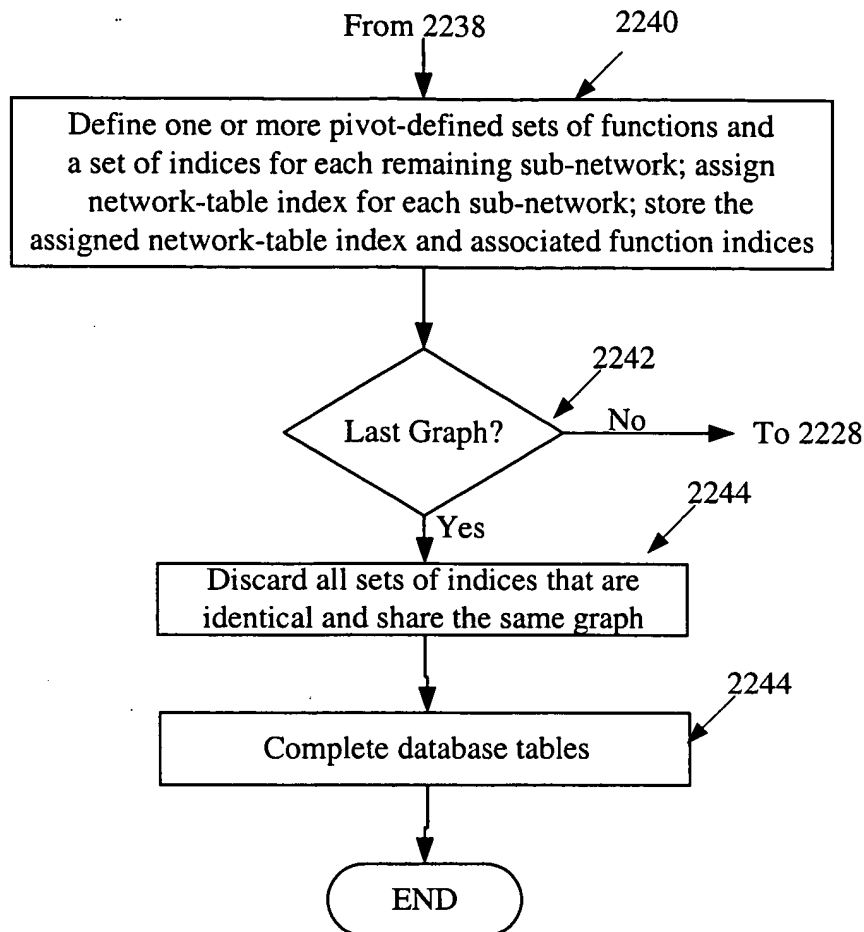 From 2238
2240
Define one or more pivot-defined sets of functions and
a set of indices for each remaining sub-network; assign
network-table index for each sub-network; store the
assigned network-table index and associated function indices
2242
Last Graph?
No
To 2228
Yes
2244
Discard all sets of indices that are
identical and share the same graph
2244
Complete database tables
END